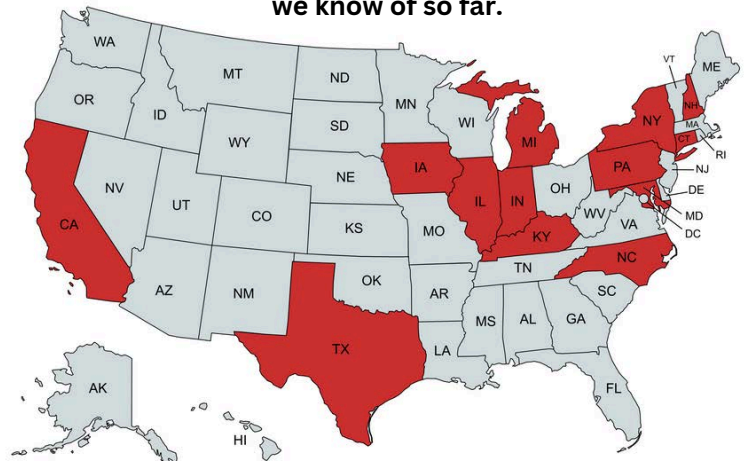 we know of so far.
WA
MT
ND
MN
VT
ME
OR
ID
SD
WI
NY
NH
MA
WY
MI
CT
RI
IA
PA
NJ
NE
NV
IL
IN
OH
DE
UT
CO
WV
MD
CA
KS
MO
KY
VA
DC
NC
TN
AZ
NM
OK
AR
SC
MS
AL
GA
TX
LA
AK
FL
HI